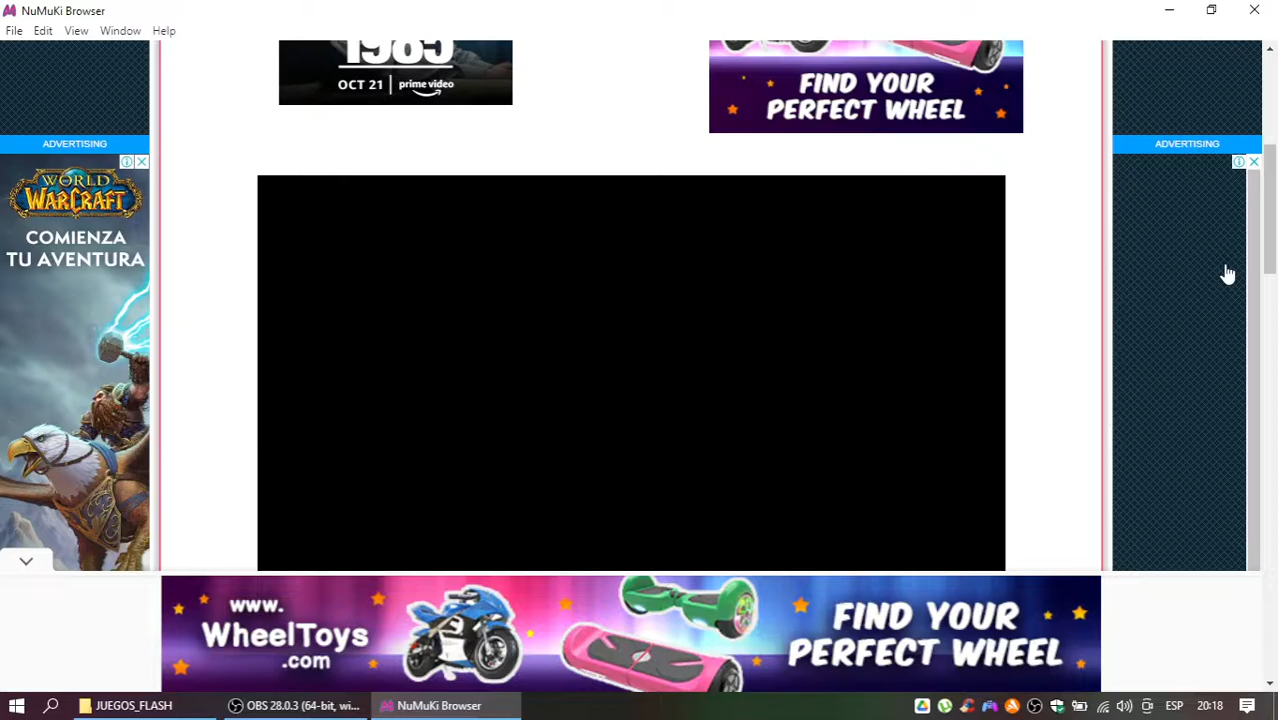 NuMuKi Browser
File Edit View Window Help
1985
OCT 21 | prime video
FIND YOUR
PERFECT WHEEL
ADVERTISING
ADVERTISING
WORLD
WARCRAFT
COMIENZA
TU AVENTURA
www.
WheelToys
.com
FIND YOUR
PERFECT WHEEL
JUEGOS_FLASH
OBS 28.0.3 (64-bit, wi...
NuMuKi Browser
ESP
20:18